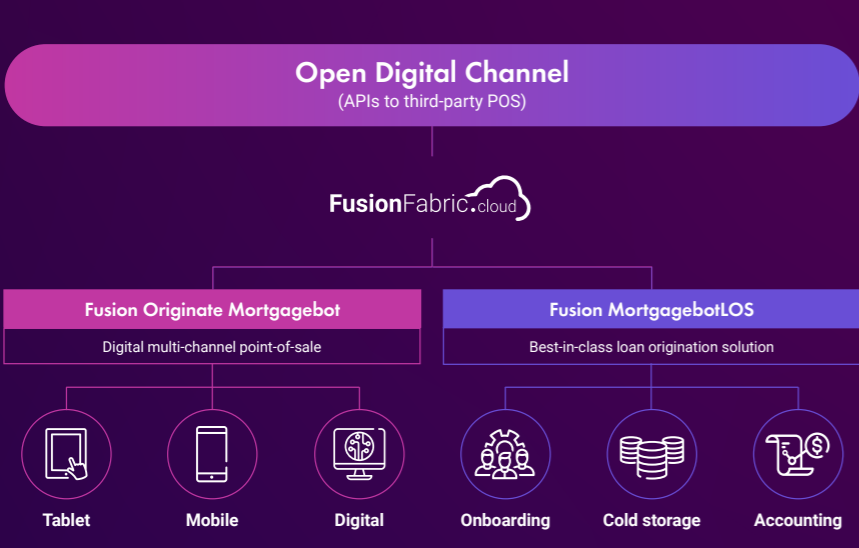 Open Digital Channel
(APIs to third-party POS)
FusionFabric.cloud
Fusion Originate Mortgagebot
Digital multi-channel point-of-sale
Fusion MortgagebotLOS
Best-in-class loan origination solution
Tablet
Mobile
Digital
Onboarding
Cold storage
Accounting
$